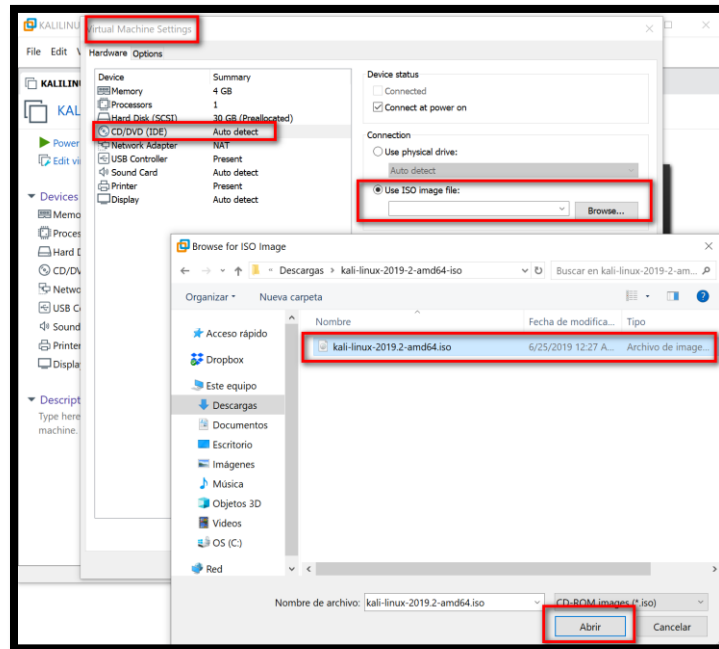 KALILINU
Virtual Machine Settings
File Edit
Hardware Options
KALILIN
KAL
Power
Edit vi
Devices
Memo
Proces
Hard D
CD/DV
Netwo
USB C
Sound
Printer
Displa
Descript
Type here
machine.
Device Summary
Memory 4 GB
Processors 1
Hard Disk (SCSI) 30 GB (Preallocated)
CD/DVD (IDE) Auto detect
Network Adapter NAT
USB Controller Present
Sound Card Auto detect
Printer Present
Display Auto detect
Device status
Connected
Connect at power on
Connection
Use physical drive:
Auto detect
Use ISO image file:
Browse...
Browse for ISO Image
« Descargas > kali-linux-2019-2-amd64-iso
Buscar en kali-linux-2019-2-am...
Organizar Nueva carpeta
Nombre Fecha de modifica... Tipo
kali-linux-2019.2-amd64.iso 6/25/2019 12:27 A... Archivo de image...
Acceso rápido
Dropbox
Este equipo
Descargas
Documentos
Escritorio
Imágenes
Música
Objetos 3D
Videos
OS (C:)
Red
Nombre de archivo: kali-linux-2019.2-amd64.iso CD-ROM images (*.iso)
Abrir Cancelar